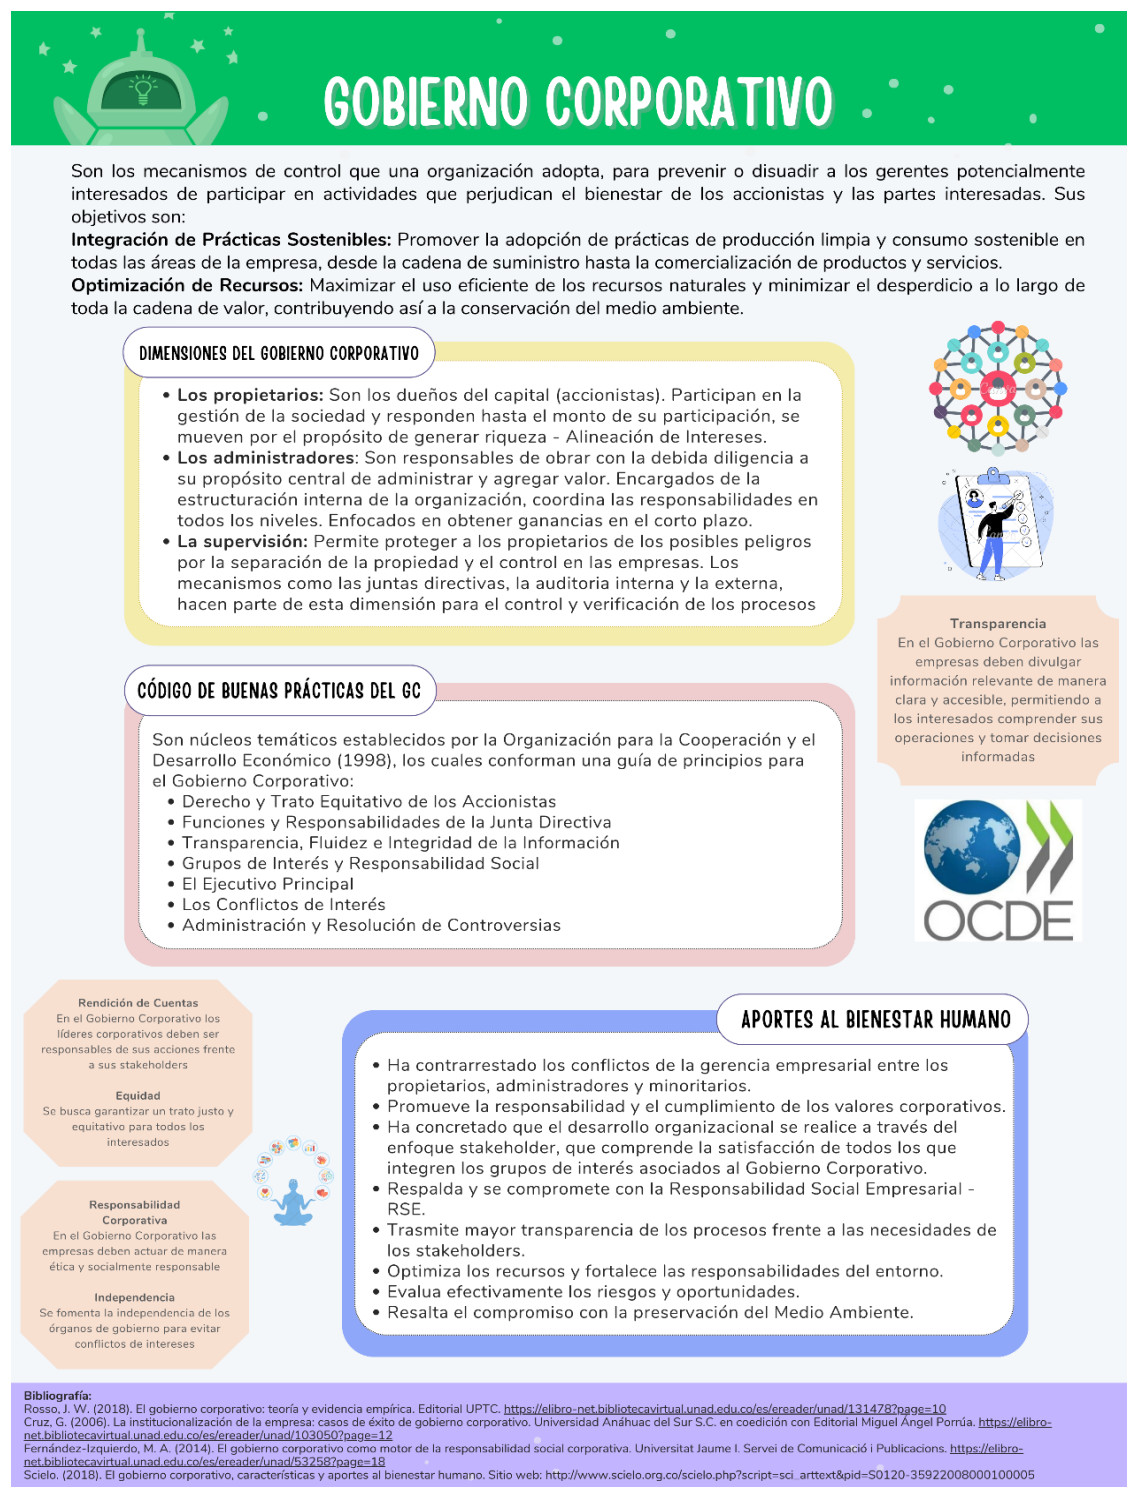 GOBIERNO CORPORATIVO
Son los mecanismos de control que una organización adopta, para prevenir o disuadir a los gerentes potencialmente
interesados de participar en actividades que perjudican el bienestar de los accionistas y las partes interesadas. Sus
objetivos son:
Integración de Prácticas Sostenibles: Promover la adopción de prácticas de producción limpia y consumo sostenible en
todas las áreas de la empresa, desde la cadena de suministro hasta la comercialización de productos y servicios.
Optimización de Recursos: Maximizar el uso eficiente de los recursos naturales y minimizar el desperdicio a lo largo de
toda la cadena de valor, contribuyendo así a la conservación del medio ambiente.
DIMENSIONES DEL GOBIERNO CORPORATIVO
• Los propietarios: Son los dueños del capital (accionistas). Participan en la
gestión de la sociedad y responden hasta el monto de su participación, se
mueven por el propósito de generar riqueza - Alineación de Intereses.
• Los administradores: Son responsables de obrar con la debida diligencia a
su propósito central de administrar y agregar valor. Encargados de la
estructuración interna de la organización, coordina las responsabilidades en
todos los niveles. Enfocados en obtener ganancias en el corto plazo.
• La supervisión: Permite proteger a los propietarios de los posibles peligros
por la separación de la propiedad y el control en las empresas. Los
mecanismos como las juntas directivas, la auditoria interna y la externa,
hacen parte de esta dimensión para el control y verificación de los procesos
Transparencia
En el Gobierno Corporativo las
empresas deben divulgar
información relevante de manera
clara y accesible, permitiendo a
los interesados comprender sus
operaciones y tomar decisiones
informadas
CÓDIGO DE BUENAS PRÁCTICAS DEL GC
Son núcleos temáticos establecidos por la Organización para la Cooperación y el
Desarrollo Económico (1998), los cuales conforman una guía de principios para
el Gobierno Corporativo:
• Derecho y Trato Equitativo de los Accionistas
• Funciones y Responsabilidades de la Junta Directiva
• Transparencia, Fluidez e Integridad de la Información
• Grupos de Interés y Responsabilidad Social
• El Ejecutivo Principal
• Los Conflictos de Interés
• Administración y Resolución de Controversias
OCDE
Rendición de Cuentas
En el Gobierno Corporativo los
líderes corporativos deben ser
responsables de sus acciones frente
a sus stakeholders
Equidad
Se busca garantizar un trato justo y
equitativo para todos los
interesados
Responsabilidad
Corporativa
En el Gobierno Corporativo las
empresas deben actuar de manera
ética y socialmente responsable
Independencia
Se fomenta la independencia de los
órganos de gobierno para evitar
conflictos de intereses
APORTES AL BIENESTAR HUMANO
• Ha contrarrestado los conflictos de la gerencia empresarial entre los
propietarios, administradores y minoritarios.
• Promueve la responsabilidad y el cumplimiento de los valores corporativos.
• Ha concretado que el desarrollo organizacional se realice a través del
enfoque stakeholder, que comprende la satisfacción de todos los que
integren los grupos de interés asociados al Gobierno Corporativo.
• Respalda y se compromete con la Responsabilidad Social Empresarial -
RSE.
• Trasmite mayor transparencia de los procesos frente a las necesidades de
los stakeholders.
• Optimiza los recursos y fortalece las responsabilidades del entorno.
• Evalua efectivamente los riesgos y oportunidades.
• Resalta el compromiso con la preservación del Medio Ambiente.
Bibliografía:
Rosso, J. W. (2018). El gobierno corporativo: teoría y evidencia empírica. Editorial UPTC. https://elibro-net.bibliotecavirtual.unad.edu.co/es/ereader/unad/131478?page=10
Cruz, G. (2006). La institucionalización de la empresa: casos de éxito de gobierno corporativo. Universidad Anáhuac del Sur S.C. en coedición con Editorial Miguel Ángel Porrúa. https://elibro-
net.bibliotecavirtual.unad.edu.co/es/ereader/unad/103050?page=12
Fernández-Izquierdo, M. A. (2014). El gobierno corporativo como motor de la responsabilidad social corporativa. Universitat Jaume I. Servei de Comunicació i Publicacions. https://elibro-
net.bibliotecavirtual.unad.edu.co/es/ereader/unad/53258?page=18
Scielo. (2018). El gobierno corporativo, características y aportes al bienestar humano. Sitio web: http://www.scielo.org.co/scielo.php?script=sci_arttext&pid=S0120-35922008000100005